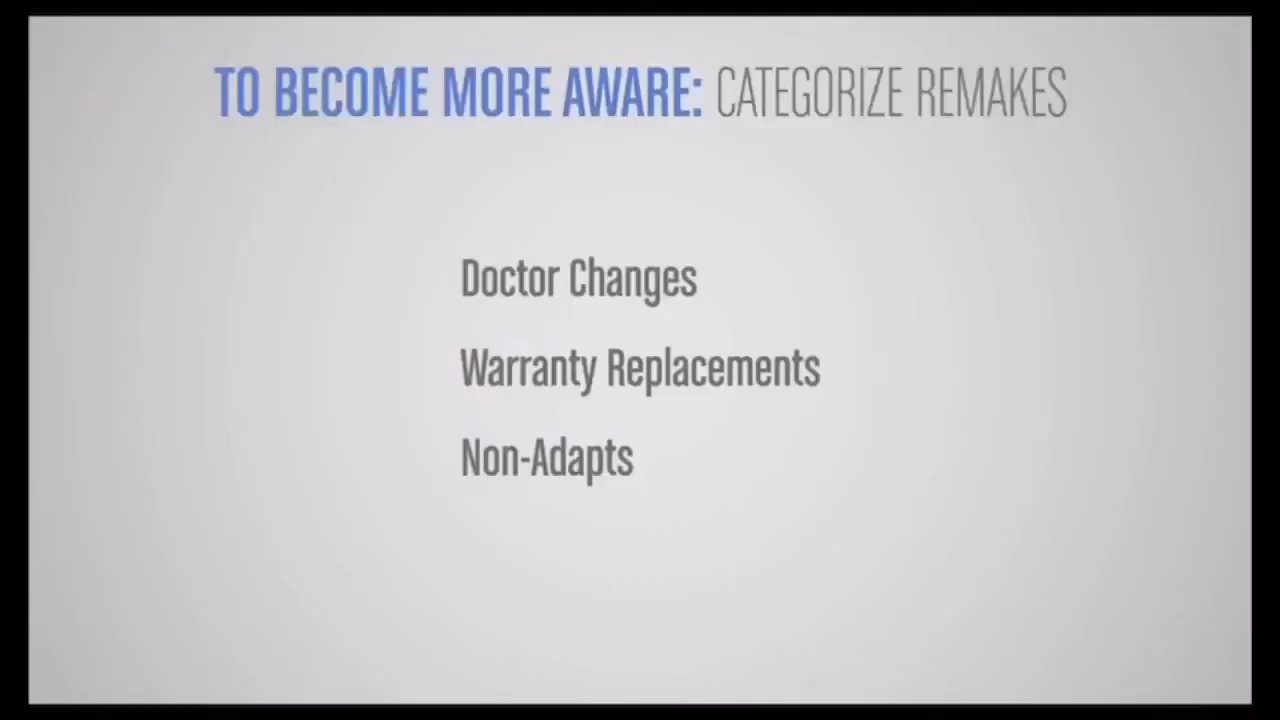 TO BECOME MORE AWARE: CATEGORIZE REMAKES
Doctor Changes
Warranty Replacements
Non-Adapts